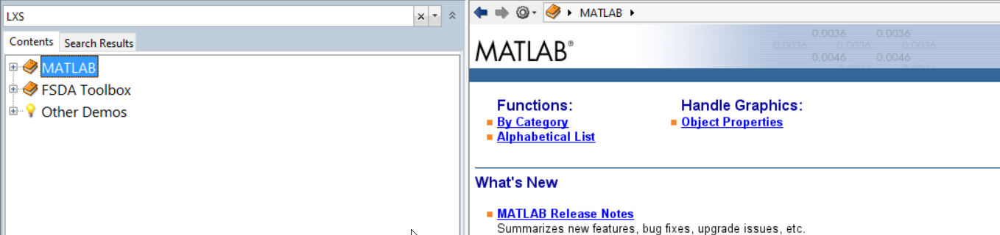 LXS
Contents
Search Results
MATLAB
FSDA Toolbox
Other Demos
MATLAB
MATLAB®
0.0036 0.0036
0.0036 0.0036 0.0036
0.0046 0.0046
Functions:
By Category
Alphabetical List
Handle Graphics:
Object Properties
What's New
MATLAB Release Notes
Summarizes new features, bug fixes, upgrade issues, etc.